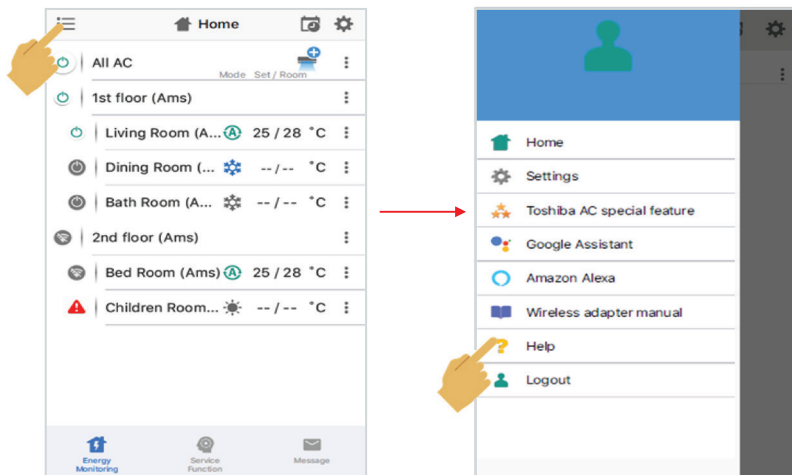 Home
All AC
Mode Set / Room
1st floor (Ams)
Living Room (A... A 25 / 28 °C
Dining Room (... -- / -- °C
Bath Room (A... -- / -- °C
2nd floor (Ams)
Bed Room (Ams) A 25 / 28 °C
Children Room... -- / -- °C
Energy
Monitoring
Service
Function
Message
Home
Settings
Toshiba AC special feature
Google Assistant
Amazon Alexa
Wireless adapter manual
Help
Logout